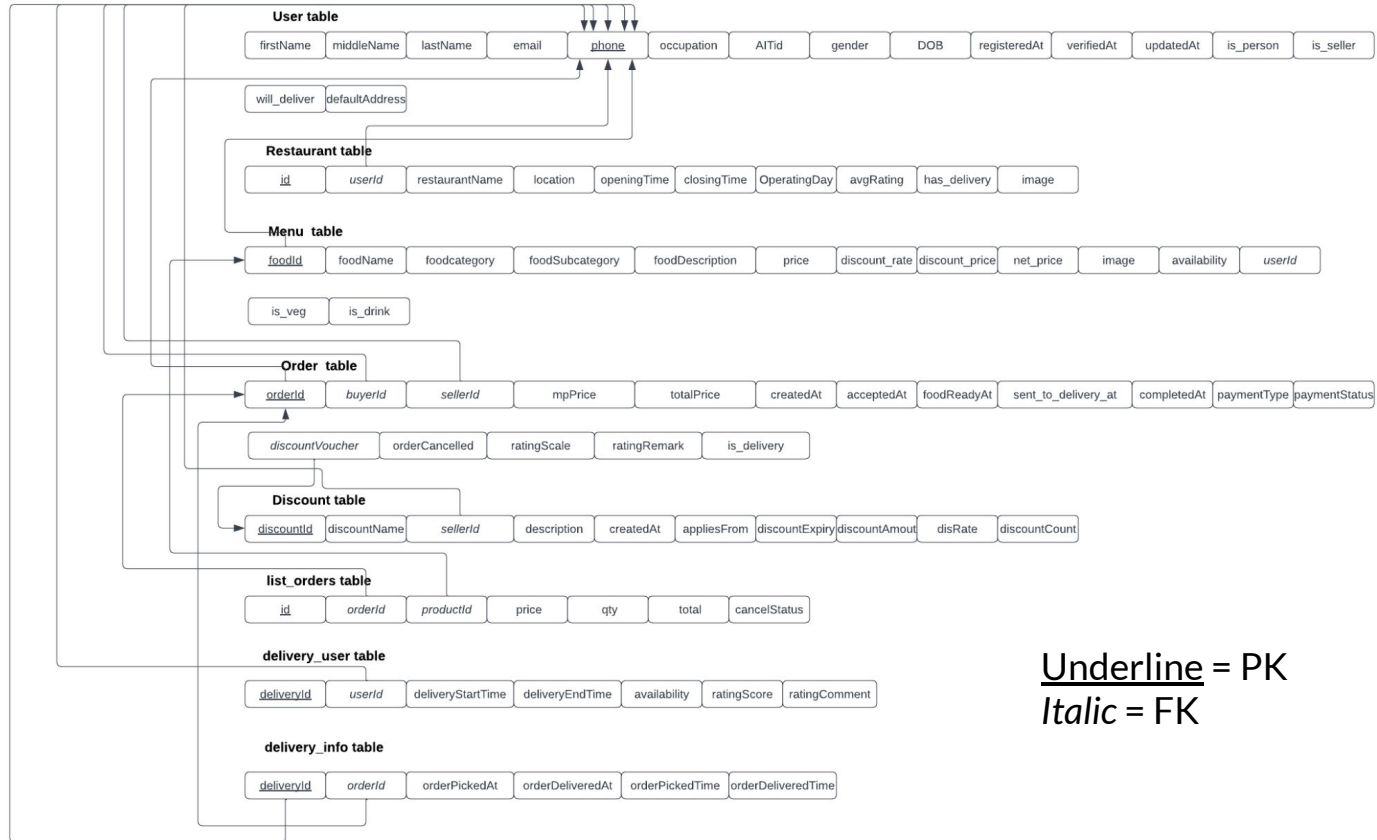 User table
firstName middleName lastName email phone occupation AITid gender DOB registeredAt verifiedAt updatedAt is_person is_seller
will_deliver defaultAddress
Restaurant table
id userId restaurantName location openingTime closingTime OperatingDay avgRating has_delivery image
Menu table
foodId foodName foodcategory foodSubcategory foodDescription price discount_rate discount_price net_price image availability userId
is_veg is_drink
Order table
orderId buyerId sellerId mpPrice totalPrice createdAt acceptedAt foodReadyAt sent_to_delivery_at completedAt paymentType paymentStatus
discountVoucher orderCancelled ratingScale ratingRemark is_delivery
Discount table
discountId discountName sellerId description createdAt appliesFrom discountExpiry discountAmout disRate discountCount
list_orders table
id orderId productId price qty total cancelStatus
delivery_user table
deliveryId userId deliveryStartTime deliveryEndTime availability ratingScore ratingComment
Underline = PK
Italic = FK
delivery_info table
deliveryId orderId orderPickedAt orderDeliveredAt orderPickedTime orderDeliveredTime